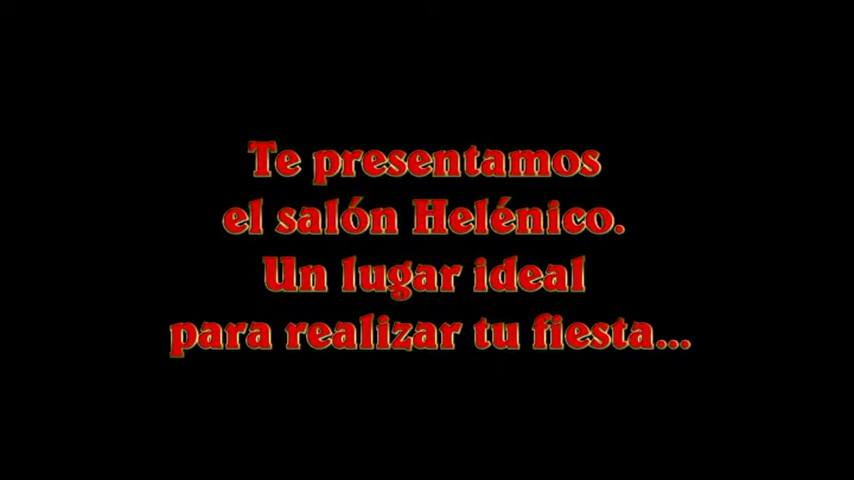 Te presentamos
el salón Helénico.
Un lugar ideal
para realizar tu fiesta...